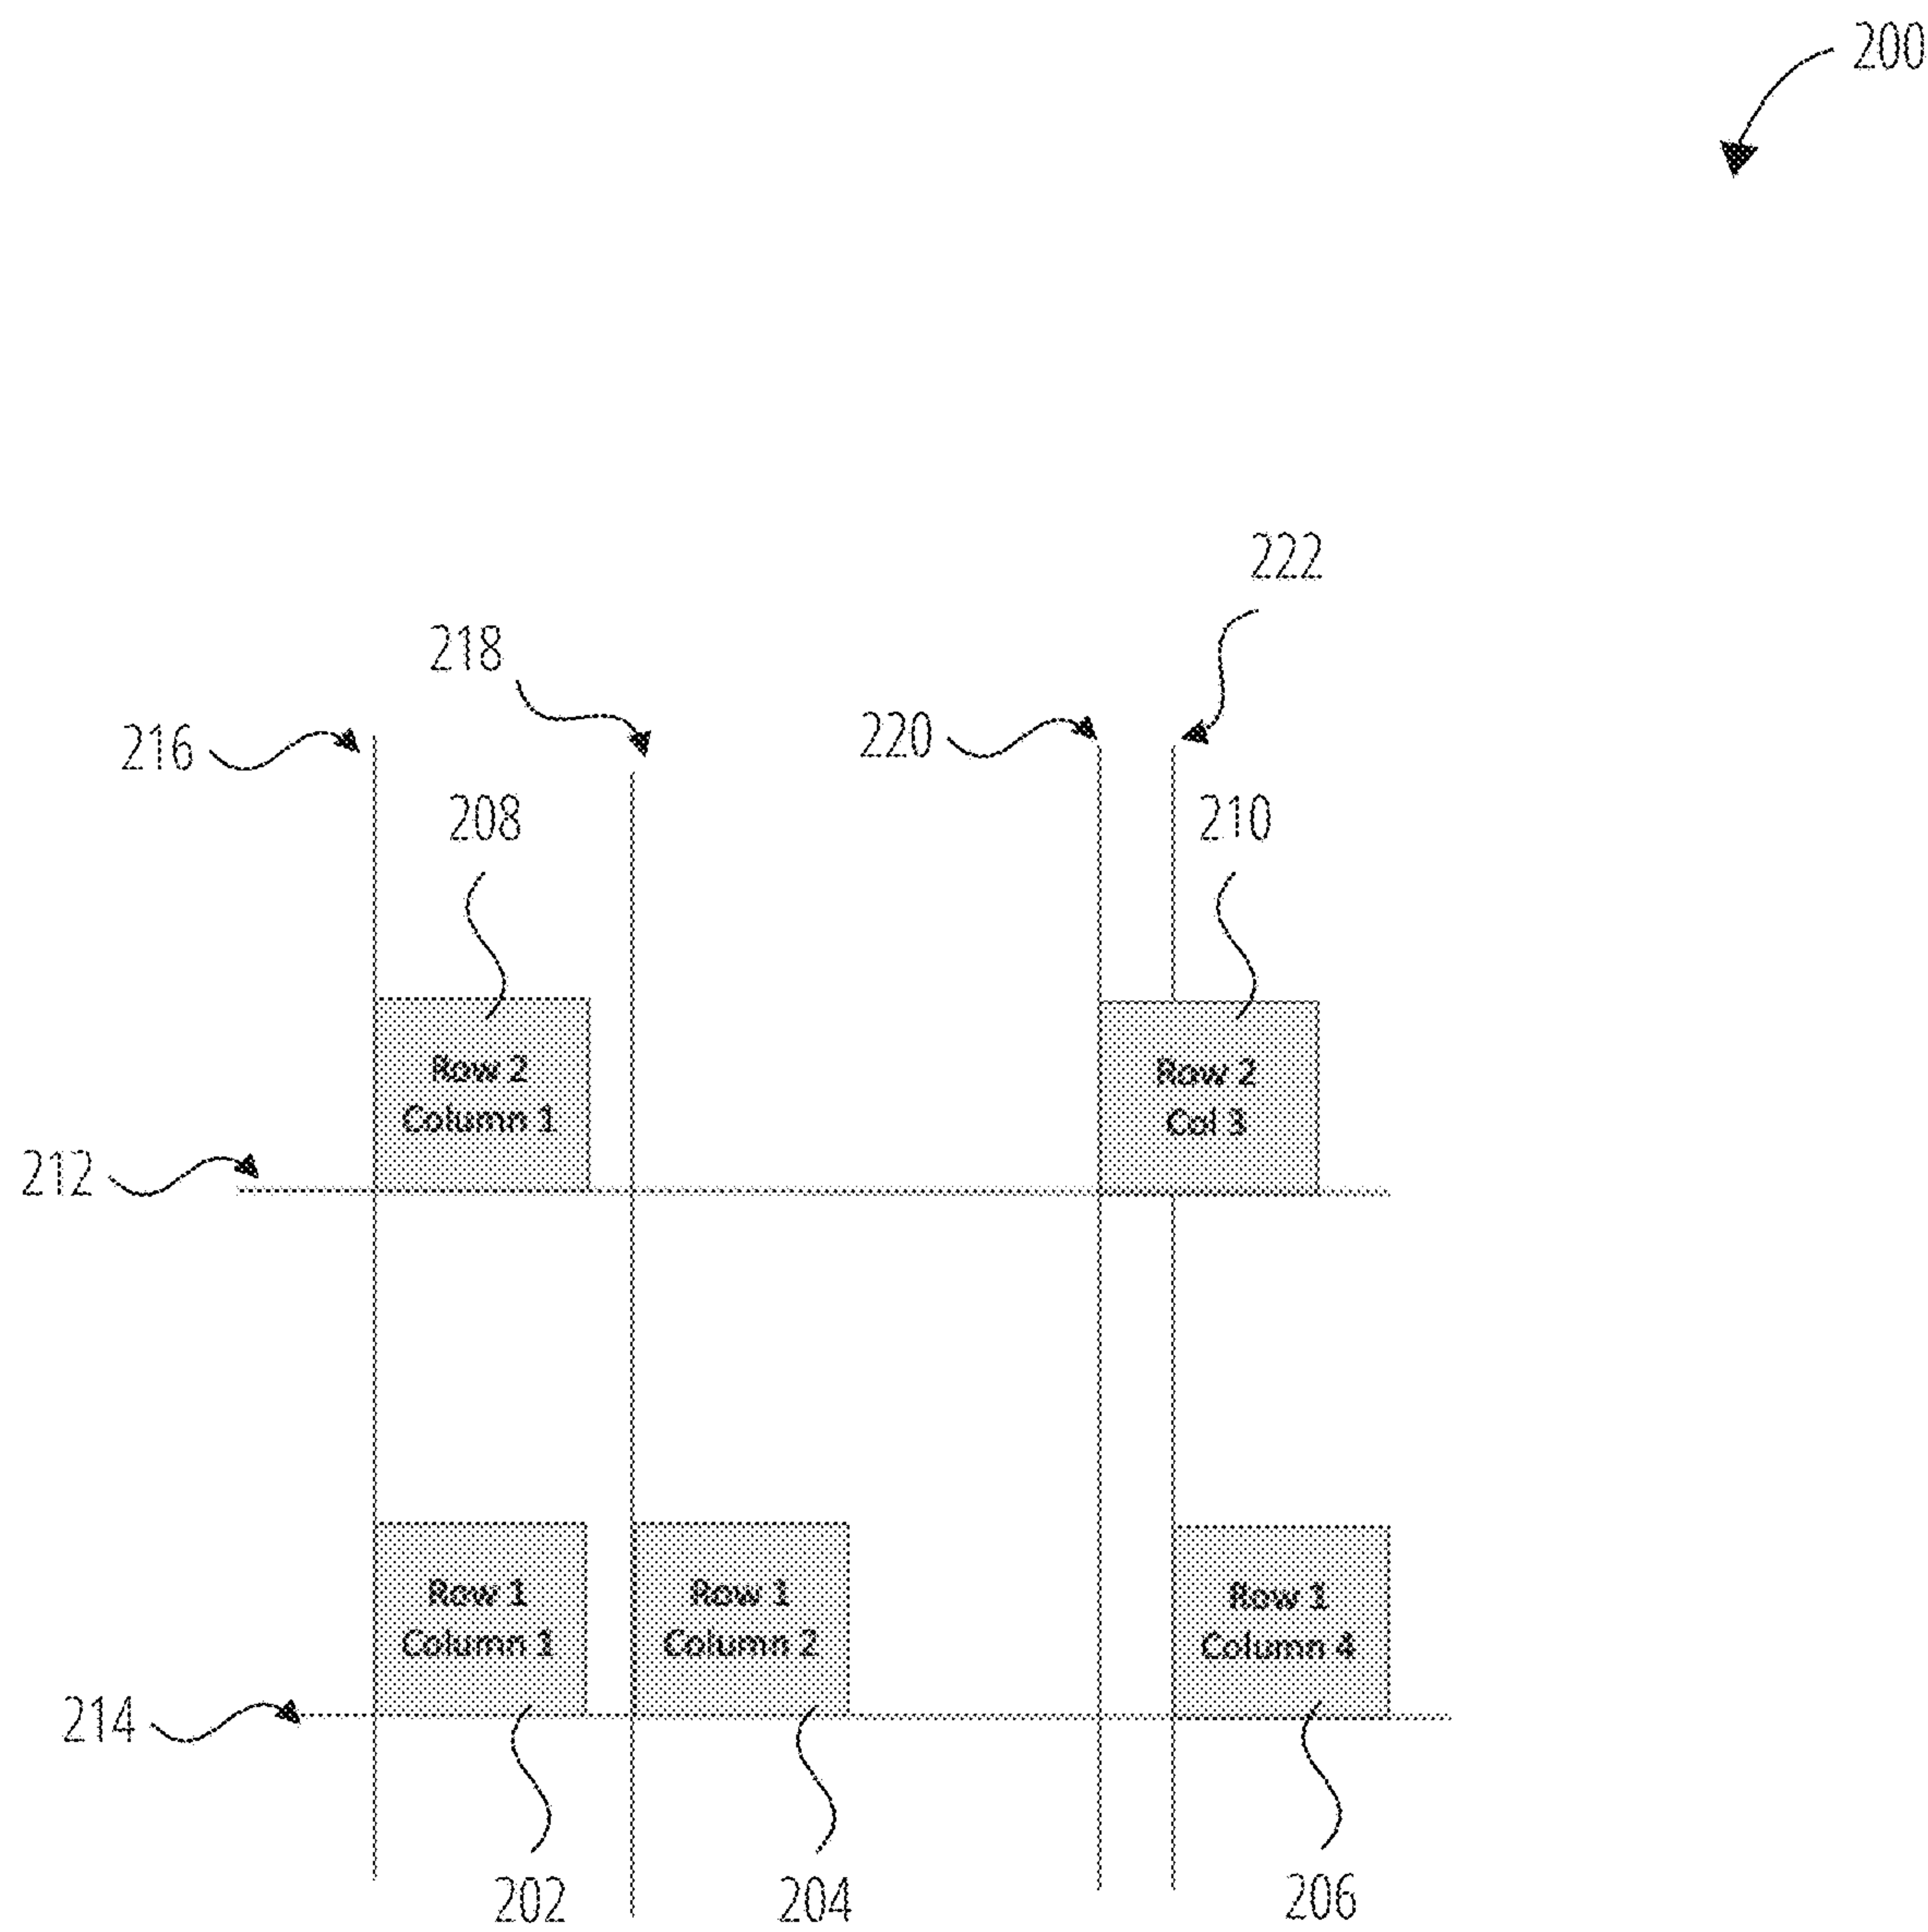 200
222
218
220
216
208
210
Row 2
Column 1
Row 2
Col 3
212
Row 1
Column 1
Row 1
Column 2
Row 1
Column 4
214
202
204
206